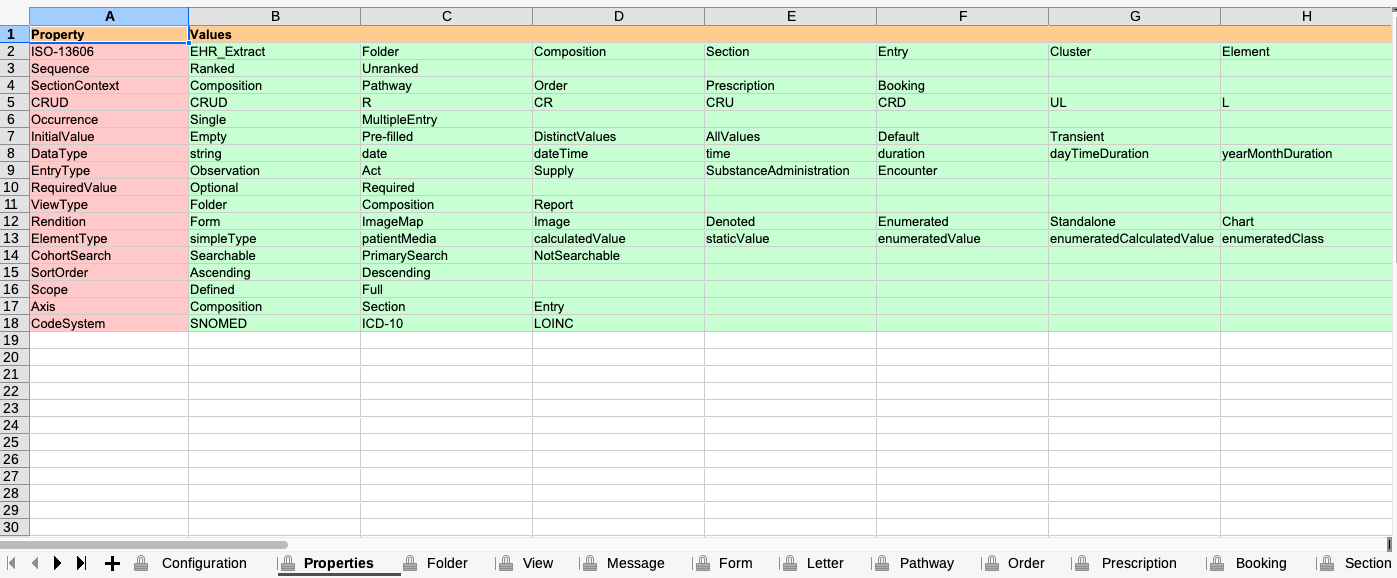 A B C D E F G H
1 Property Values
2 ISO-13606 EHR_Extract Folder Composition Section Entry Cluster Element
3 Sequence Ranked Unranked
4 SectionContext Composition Pathway Order Prescription Booking
5 CRUD CRUD R CR CRU CRD UL L
6 Occurrence Single MultipleEntry
7 InitialValue Empty Pre-filled DistinctValues AllValues Default Transient
8 DataType string date dateTime time duration dayTimeDuration yearMonthDuration
9 EntryType Observation Act Supply SubstanceAdministration Encounter
10 RequiredValue Optional Required
11 ViewType Folder Composition Report
12 Rendition Form ImageMap Image Denoted Enumerated Standalone Chart
13 ElementType simpleType patientMedia calculatedValue staticValue enumeratedValue enumeratedCalculatedValue enumeratedClass
14 CohortSearch Searchable PrimarySearch NotSearchable
15 SortOrder Ascending Descending
16 Scope Defined Full
17 Axis Composition Section Entry
18 CodeSystem SNOMED ICD-10 LOINC
19
20
21
22
23
24
25
26
27
28
29
30
Configuration Properties Folder View Message Form Letter Pathway Order Prescription Booking Section